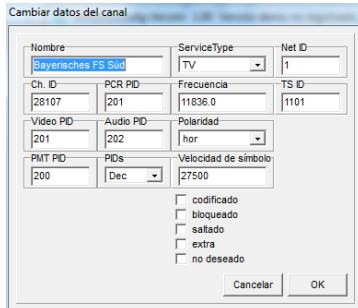 Cambiar datos del canal
Nombre ServiceType Net ID
Bayerisches FS Süd TV 1
Ch. ID PCR PID Frecuencia TS ID
28107 201 11836.0 1101
Video PID Audio PID Polaridad
201 202 hor
PMT PID PIDs Velocidad de símbolo
200 Dec 27500
codificado
bloqueado
saltado
extra
no deseado
Cancelar OK